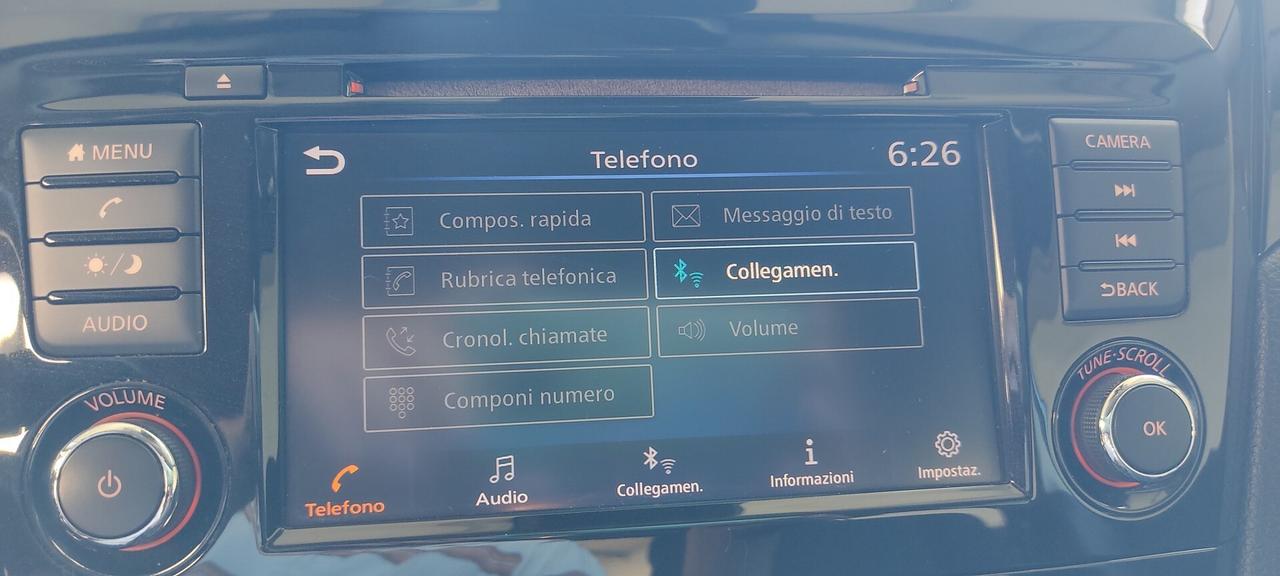 MENU
AUDIO
VOLUME
Telefono
6:26
Compos. rapida
Messaggio di testo
Rubrica telefonica
Collegamen.
Cronol. chiamate
Volume
Componi numero
Telefono
Audio
Collegamen.
Informazioni
Impostaz.
CAMERA
BACK
TUNE·SCROLL
OK